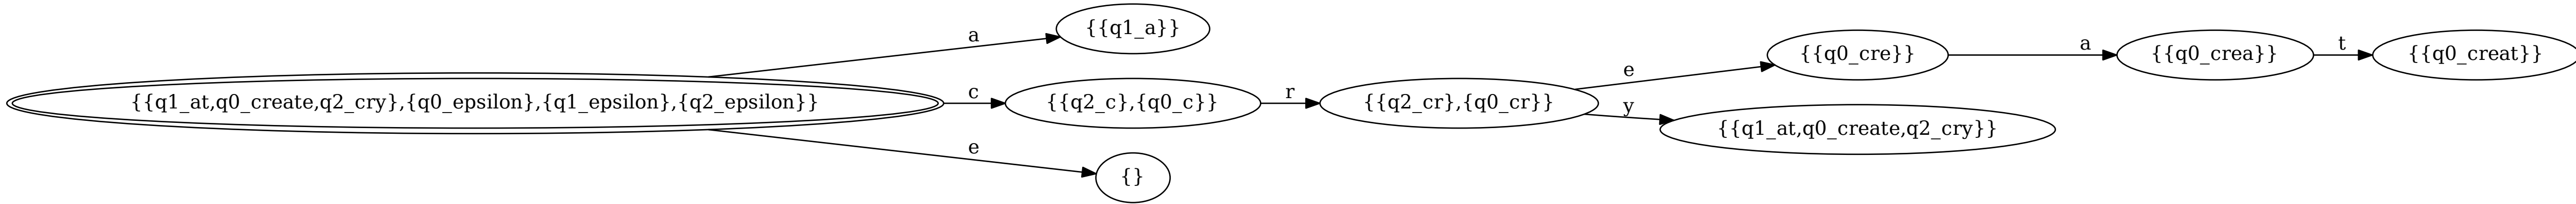 {{q1_at,q0_create,q2_cry},{q0_epsilon},{q1_epsilon},{q2_epsilon}}
a
{{q1_a}}
c
{{q2_c},{q0_c}}
e
{}
r
{{q2_cr},{q0_cr}}
e
{{q0_cre}}
y
{{q1_at,q0_create,q2_cry}}
a
{{q0_crea}}
t
{{q0_creat}}